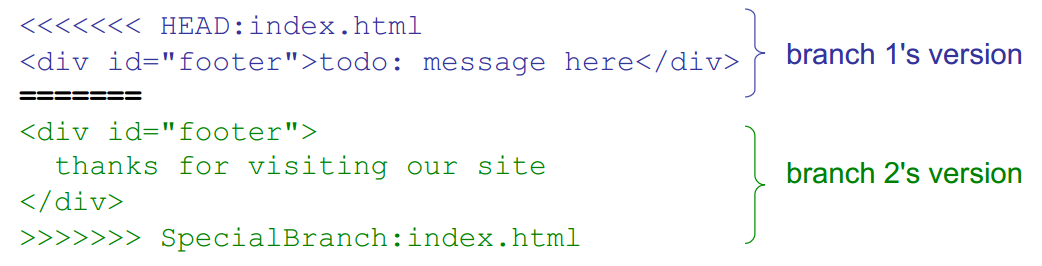 <<<<<<< HEAD:index.html
<div id="footer">todo: message here</div>
branch 1's version
=======
<div id="footer">
  thanks for visiting our site
</div>
branch 2's version
>>>>>>> SpecialBranch:index.html